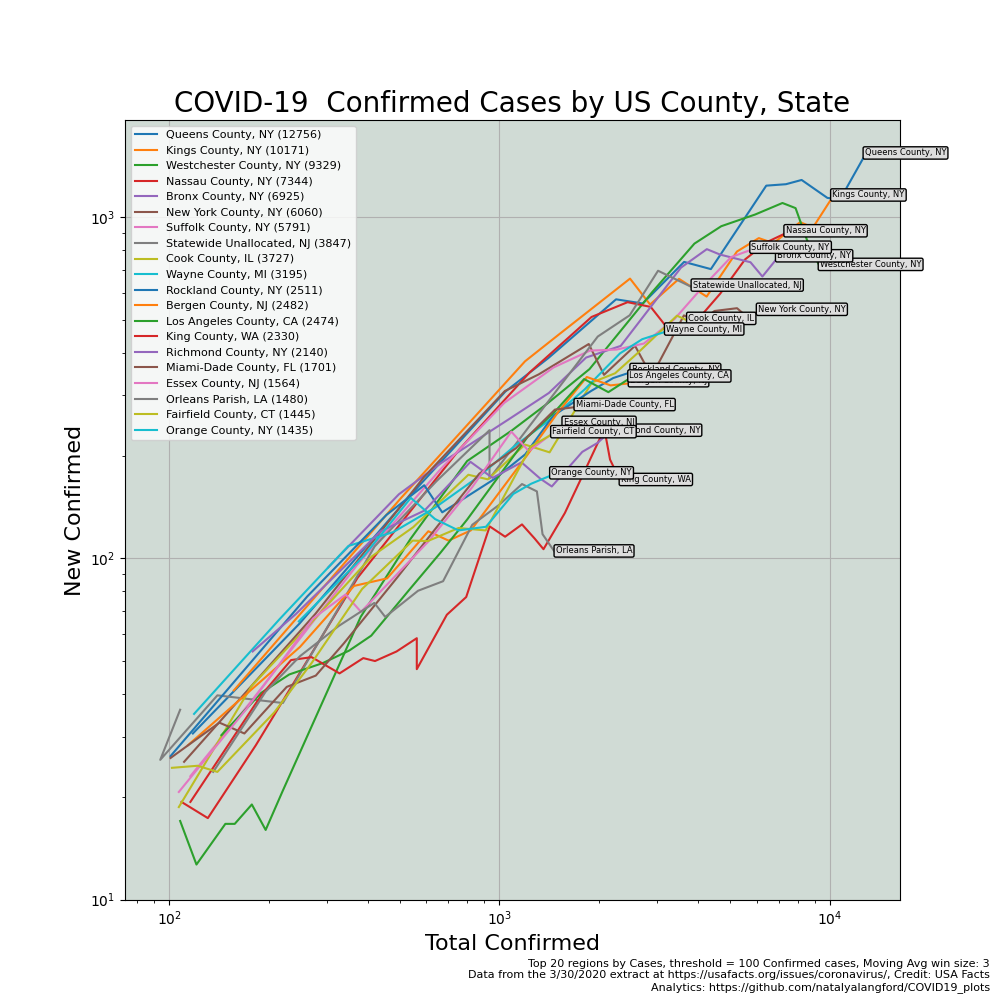 COVID-19  Confirmed Cases by US County, State
Queens County, NY (12756)
Kings County, NY (10171)
Westchester County, NY (9329)
Nassau County, NY (7344)
Bronx County, NY (6925)
New York County, NY (6060)
Suffolk County, NY (5791)
Statewide Unallocated, NJ (3847)
Cook County, IL (3727)
Wayne County, MI (3195)
Rockland County, NY (2511)
Bergen County, NJ (2482)
Los Angeles County, CA (2474)
King County, WA (2330)
Richmond County, NY (2140)
Miami-Dade County, FL (1701)
Essex County, NJ (1564)
Orleans Parish, LA (1480)
Fairfield County, CT (1445)
Orange County, NY (1435)
Queens County, NY
Kings County, NY
Nassau County, NY
Suffolk County, NY
Bronx County, NY
Westchester County, NY
Statewide Unallocated, NJ
New York County, NY
Cook County, IL
Wayne County, MI
Rockland County, NY
Los Angeles County, CA
Miami-Dade County, FL
Essex County, NJ
Fairfield County, CT
County, NY
Orange County, NY
King County, WA
Orleans Parish, LA
10³
10²
10¹
New Confirmed
10²
10³
10⁴
Total Confirmed
Top 20 regions by Cases, threshold = 100 Confirmed cases, Moving Avg win size: 3
Data from the 3/30/2020 extract at https://usafacts.org/issues/coronavirus/, Credit: USA Facts
Analytics: https://github.com/natalyalangford/COVID19_plots